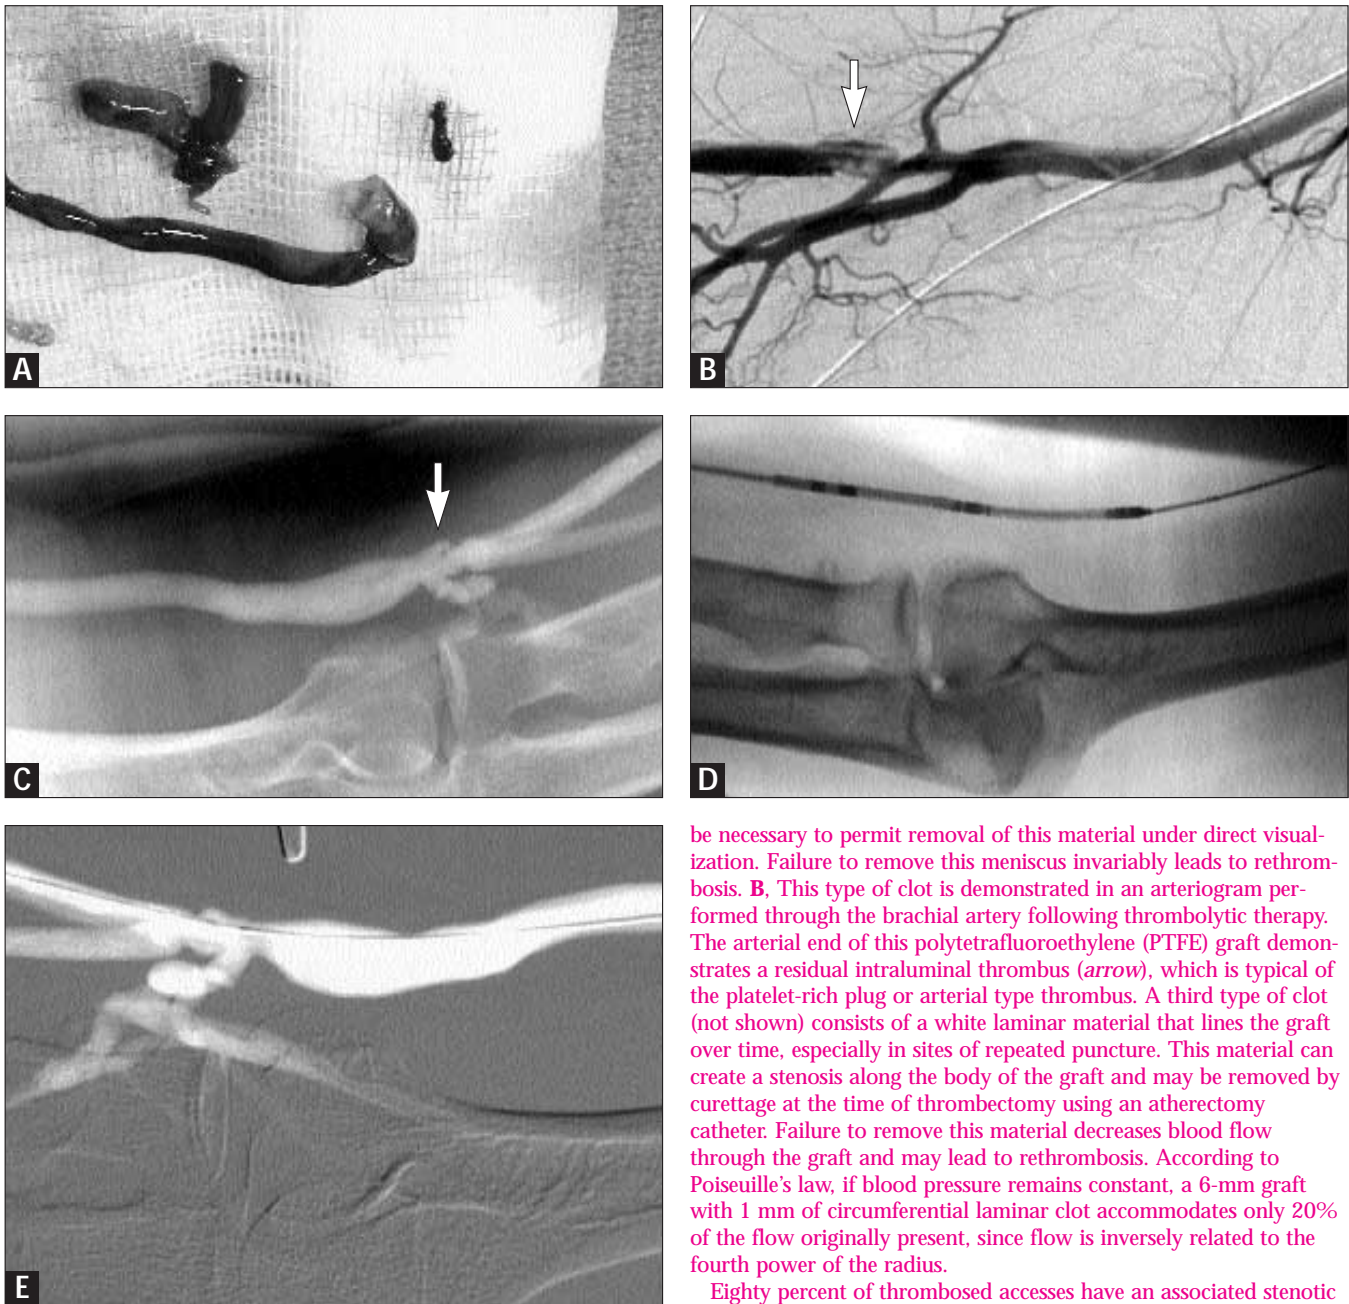 A
B
C
D
E
be necessary to permit removal of this material under direct visual-
ization. Failure to remove this meniscus invariably leads to rethrom-
bosis. B, This type of clot is demonstrated in an arteriogram per-
formed through the brachial artery following thrombolytic therapy.
The arterial end of this polytetrafluoroethylene (PTFE) graft demon-
strates a residual intraluminal thrombus (arrow), which is typical of
the platelet-rich plug or arterial type thrombus. A third type of clot
(not shown) consists of a white laminar material that lines the graft
over time, especially in sites of repeated puncture. This material can
create a stenosis along the body of the graft and may be removed by
curettage at the time of thrombectomy using an atherectomy
catheter. Failure to remove this material decreases blood flow
through the graft and may lead to rethrombosis. According to
Poiseuille's law, if blood pressure remains constant, a 6-mm graft
with 1 mm of circumferential laminar clot accommodates only 20%
of the flow originally present, since flow is inversely related to the
fourth power of the radius.
Eighty percent of thrombosed accesses have an associated stenotic